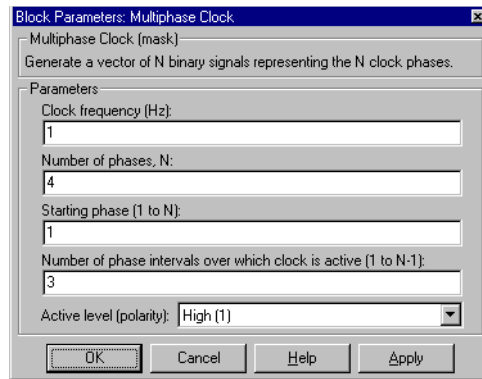 Block Parameters: Multiphase Clock
Multiphase Clock (mask)
Generate a vector of N binary signals representing the N clock phases.
Parameters
Clock frequency (Hz):
1
Number of phases, N:
4
Starting phase (1 to N):
1
Number of phase intervals over which clock is active (1 to N-1):
3
Active level (polarity): High (1)
OK Cancel Help Apply